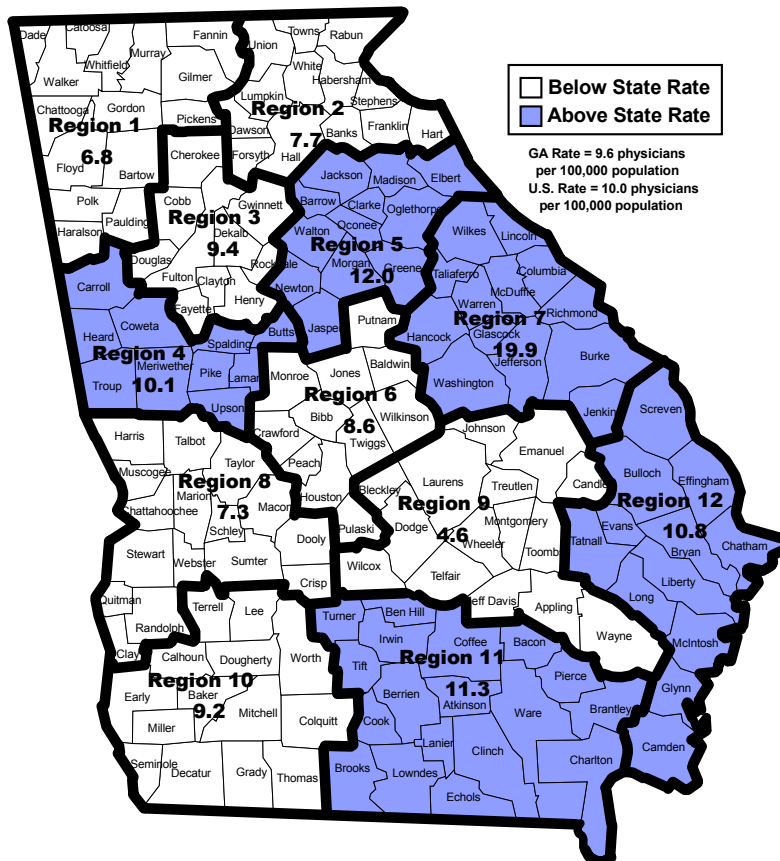 Below State Rate
Above State Rate
GA Rate = 9.6 physicians
per 100,000 population
U.S. Rate = 10.0 physicians
per 100,000 population
Dade
Catoosa
Fannin
Towns
Rabun
Union
Murray
Whitfield
White
Walker
Gilmer
Habersham
Lumpkin
Stephens
Chattooga
Gordon
Region 2
Region 1
Pickens
Dawson
Banks
Franklin
Hart
7.7
6.8
Cherokee
Forsyth
Hall
Floyd
Bartow
Jackson
Madison
Elbert
Polk
Cobb
Gwinnett
Barrow
Clarke
Oglethorpe
Paulding
Region 3
Oconee
Haralson
Dekalb
Walton
Wilkes
Lincoln
9.4
Region 5
Douglas
Rockdale
Morgan
Greene
Taliaferro
Columbia
Fulton
Clayton
12.0
McDuffie
Carroll
Newton
Warren
Richmond
Fayette
Henry
Jasper
Putnam
Region 7
Coweta
Butts
Hancock
Glascock
Heard
Spalding
19.9
Burke
Region 4
Baldwin
Jefferson
Meriwether
Pike
Lamar
Monroe
Jones
Washington
Troup
10.1
Region 6
Jenkins
Upson
Bibb
8.6
Wilkinson
Screven
Harris
Talbot
Crawford
Twiggs
Johnson
Emanuel
Taylor
Peach
Muscogee
Bulloch
Effingham
Region 8
Houston
Bleckley
Laurens
Treutlen
Candler
Marion
Macon
Region 9
Region 12
Chattahoochee
7.3
Dodge
Montgomery
Evans
10.8
Schley
Pulaski
4.6
Wheeler
Toombs
Tatnall
Bryan
Chatham
Stewart
Dooly
Webster
Sumter
Wilcox
Telfair
Liberty
Crisp
Long
Quitman
Terrell
Lee
Jeff Davis
Appling
Randolph
Turner
Ben Hill
Wayne
McIntosh
Clay
Calhoun
Dougherty
Worth
Irwin
Coffee
Bacon
Region 10
Tift
Region 11
Pierce
Glynn
Early
Baker
Mitchell
Berrien
11.3
Brantley
9.2
Atkinson
Miller
Colquitt
Cook
Ware
Camden
Lanier
Clinch
Charlton
Seminole
Decatur
Grady
Thomas
Brooks
Lowndes
Echols